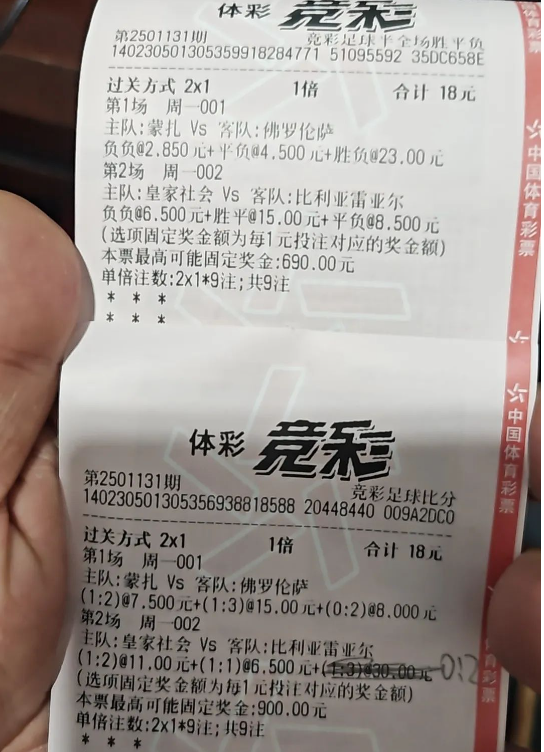 体彩 竞彩
第2501131期 竞彩足球半全场胜平负
140230501305359918284771 51095592 35DC658E
过关方式 2x1 1倍 合计 18元
第1场 周一001
主队:蒙扎 Vs 客队:佛罗伦萨
负负@2.850元+平负@4.500元+胜负@23.00元
第2场 周一002
主队:皇家社会 Vs 客队:比利亚雷亚尔
负负@6.500元+胜平@15.00元+平负@8.500元
(选项固定奖金额为每1元投注对应的奖金额)
本票最高可能固定奖金:690.00元
单倍注数:2x1*9注;共9注
* * *
* * *
体彩 竞彩
第2501131期 竞彩足球比分
140230501305356938818588 20448440 009A2DC0
过关方式 2x1 1倍 合计 18元
第1场 周一001
主队:蒙扎 Vs 客队:佛罗伦萨
(1:2)@7.500元+(1:3)@15.00元+(0:2)@8.000元
第2场 周一002
主队:皇家社会 Vs 客队:比利亚雷亚尔
(1:2)@11.00元+(1:1)@6.500元+(1:3)@30.00元 0:2
(选项固定奖金额为每1元投注对应的奖金额)
本票最高可能固定奖金:900.00元
单倍注数:2x1*9注;共9注
* * *
中国体育彩票
中国体育彩票